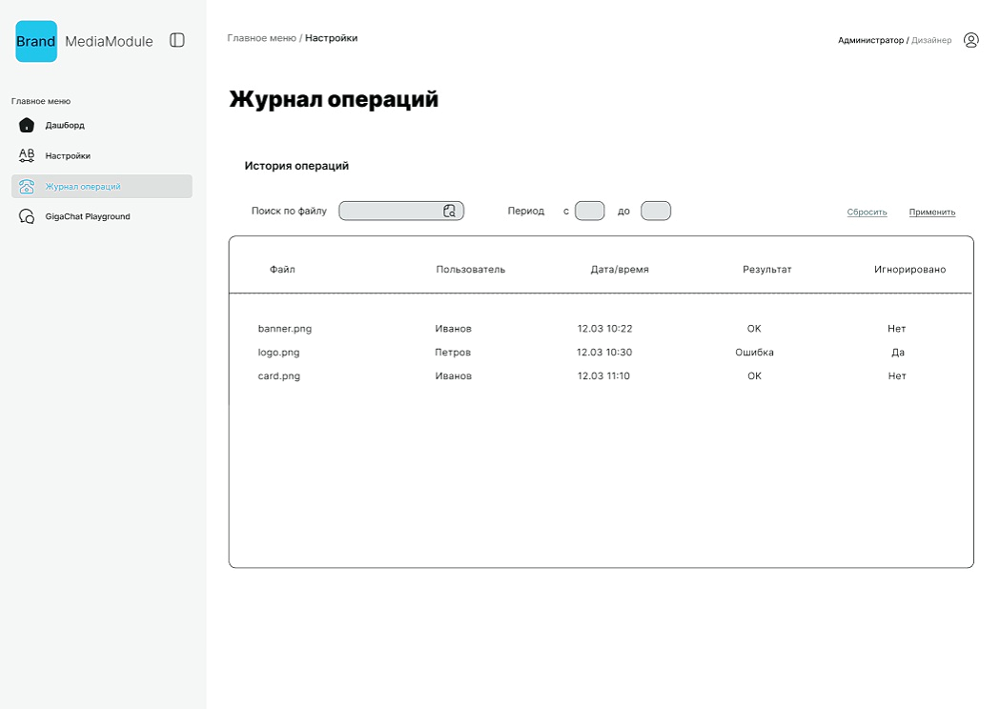 Brand MediaModule
Главное меню / Настройки
Администратор / Дизайнер
Главное меню
Дашборд
AB Настройки
Журнал операций
GigaChat Playground
Журнал операций
История операций
Поиск по файлу Период с до Сбросить Применить
Файл Пользователь Дата/время Результат Игнорировано
banner.png Иванов 12.03 10:22 OK Нет
logo.png Петров 12.03 10:30 Ошибка Да
card.png Иванов 12.03 11:10 OK Нет